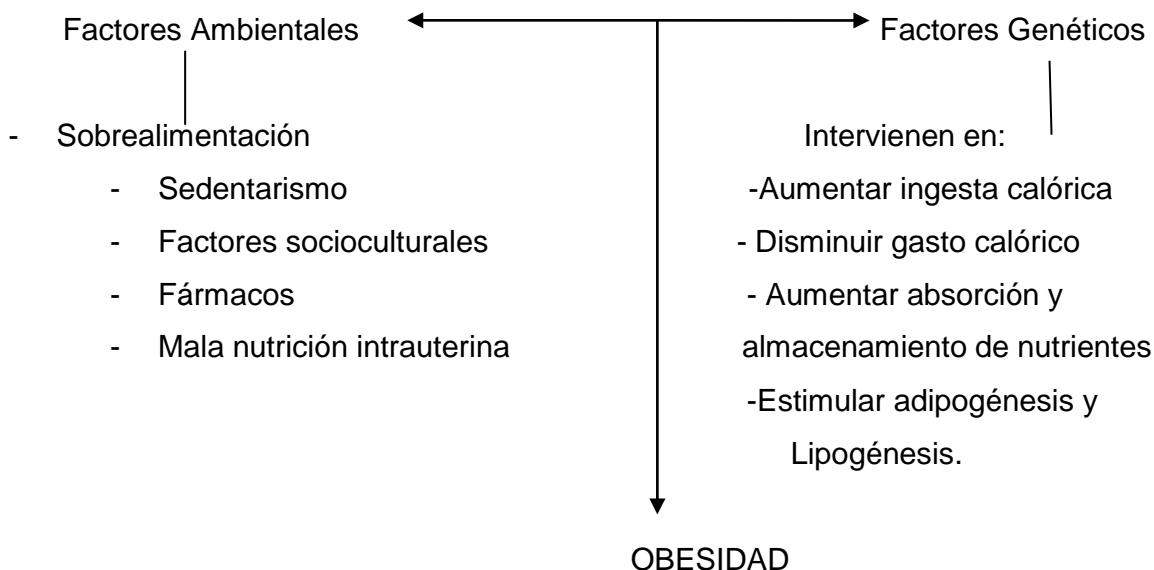 Factores Ambientales
- Sobrealimentación
- Sedentarismo
- Factores socioculturales
- Fármacos
- Mala nutrición intrauterina
Factores Genéticos
Intervienen en:
-Aumentar ingesta calórica
- Disminuir gasto calórico
- Aumentar absorción y
almacenamiento de nutrientes
-Estimular adipogénesis y
Lipogénesis.
OBESIDAD